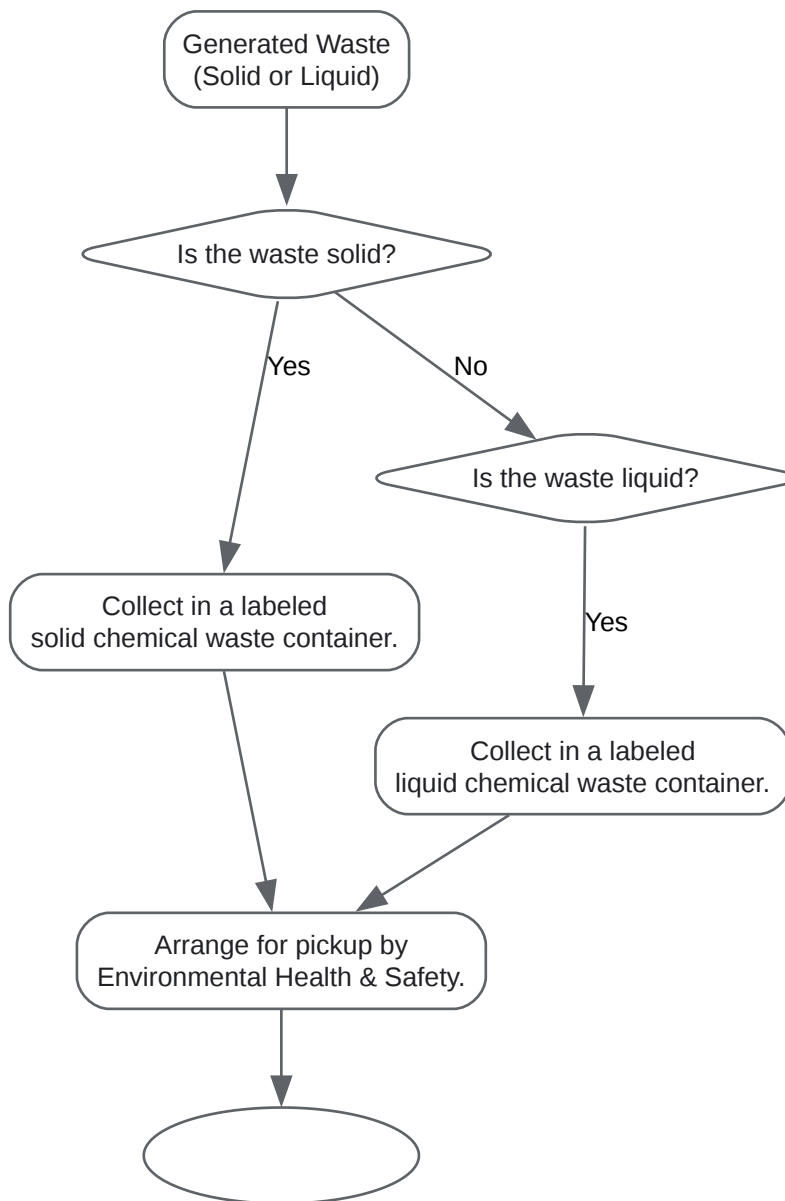 Generated Waste
(Solid or Liquid)
Is the waste solid?
Yes
No
Is the waste liquid?
Collect in a labeled
solid chemical waste container.
Yes
Collect in a labeled
liquid chemical waste container.
Arrange for pickup by
Environmental Health & Safety.